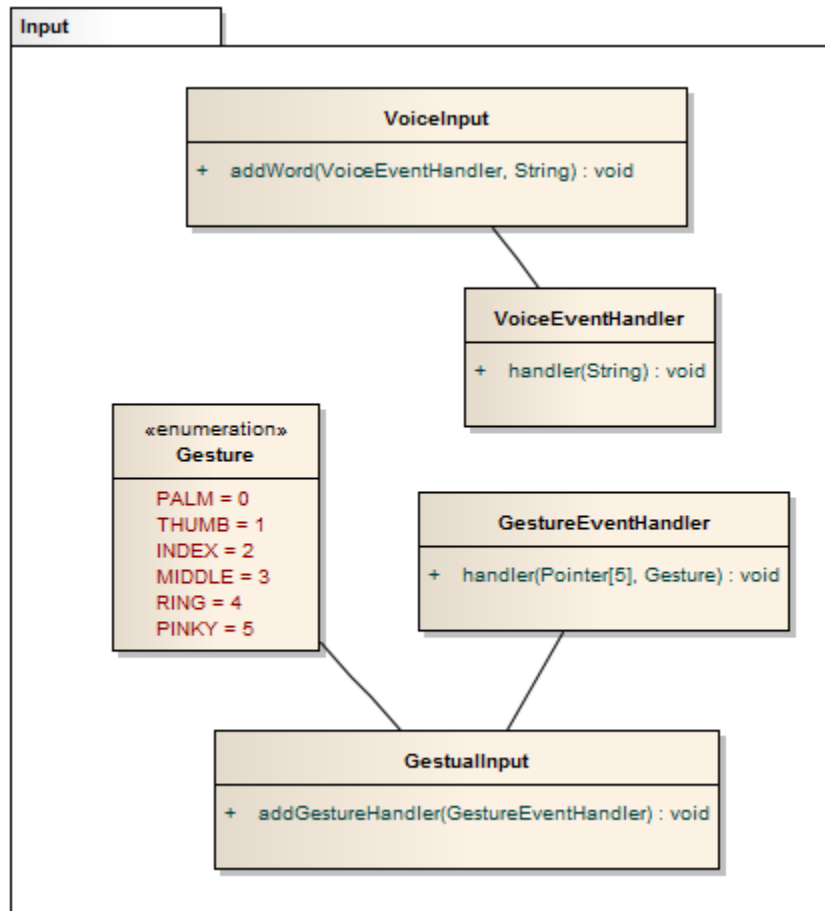 Input
VoiceInput
+ addWord(VoiceEventHandler, String) : void
VoiceEventHandler
+ handler(String) : void
«enumeration»
Gesture
PALM = 0
THUMB = 1
INDEX = 2
MIDDLE = 3
RING = 4
PINKY = 5
GestureEventHandler
+ handler(Pointer[5], Gesture) : void
GestualInput
+ addGestureHandler(GestureEventHandler) : void